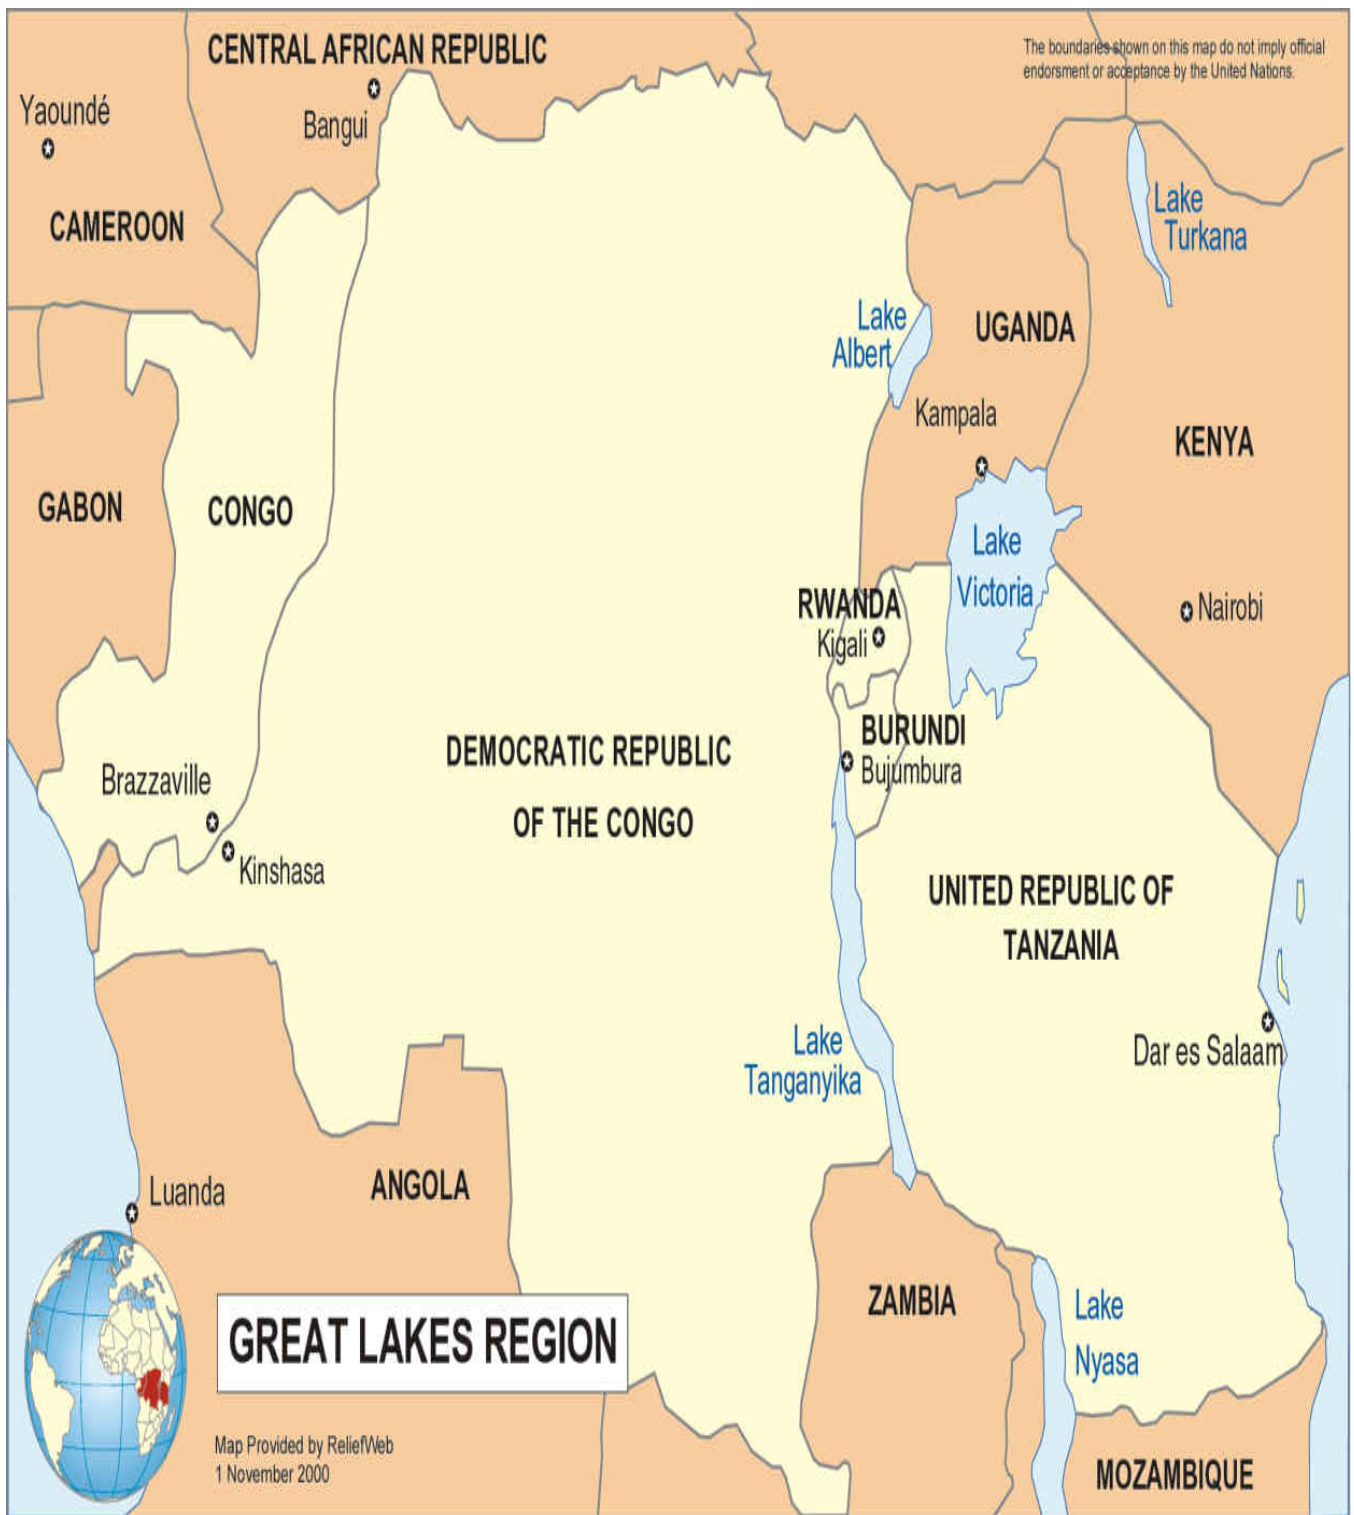 CENTRAL AFRICAN REPUBLIC
The boundaries shown on this map do not imply official
endorsment or acceptance by the United Nations.
Yaoundé
Bangui
CAMEROON
Lake
Turkana
Lake
Albert
UGANDA
Kampala
KENYA
GABON
CONGO
Lake
Victoria
RWANDA
Kigali
Nairobi
BURUNDI
Bujumbura
DEMOCRATIC REPUBLIC
OF THE CONGO
Brazzaville
Kinshasa
UNITED REPUBLIC OF
TANZANIA
Lake
Tanganyika
Dar es Salaam
Luanda
ANGOLA
ZAMBIA
Lake
Nyasa
GREAT LAKES REGION
Map Provided by ReliefWeb
1 November 2000
MOZAMBIQUE